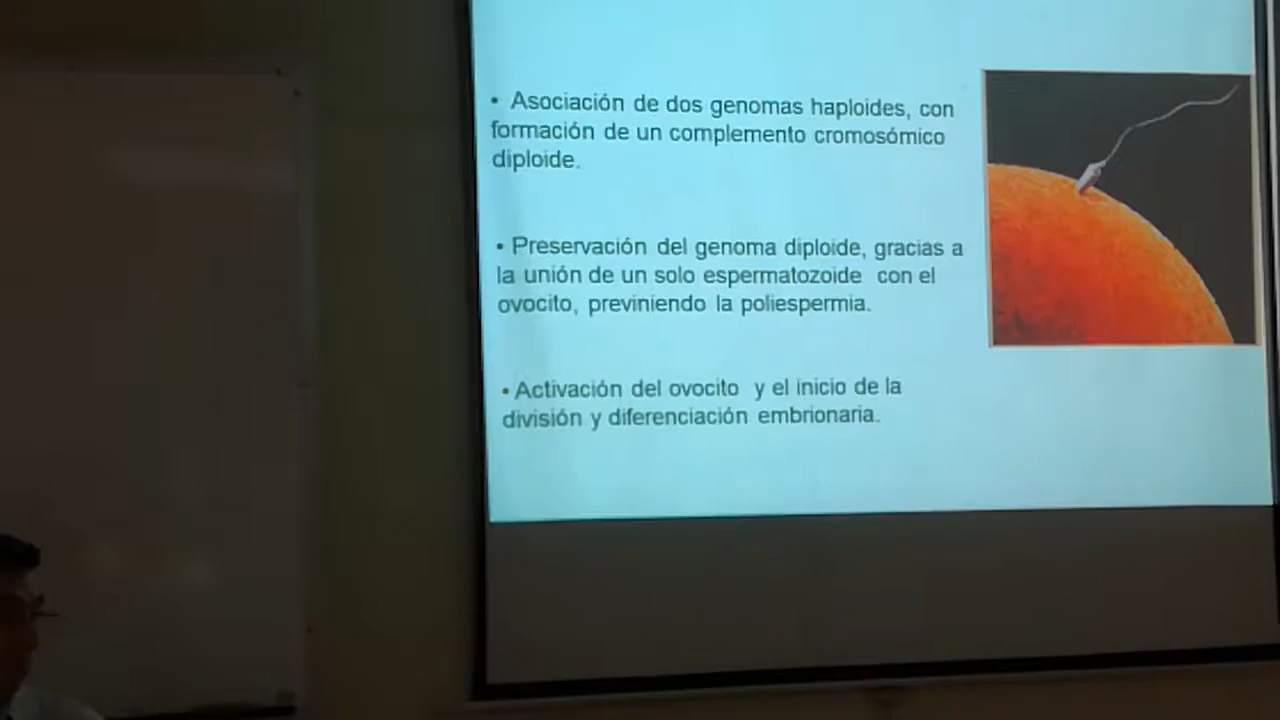 • Asociación de dos genomas haploides, con
formación de un complemento cromosómico
diploide.
• Preservación del genoma diploide, gracias a
la unión de un solo espermatozoide con el
ovocito, previniendo la poliespermia.
• Activación del ovocito y el inicio de la
división y diferenciación embrionaria.